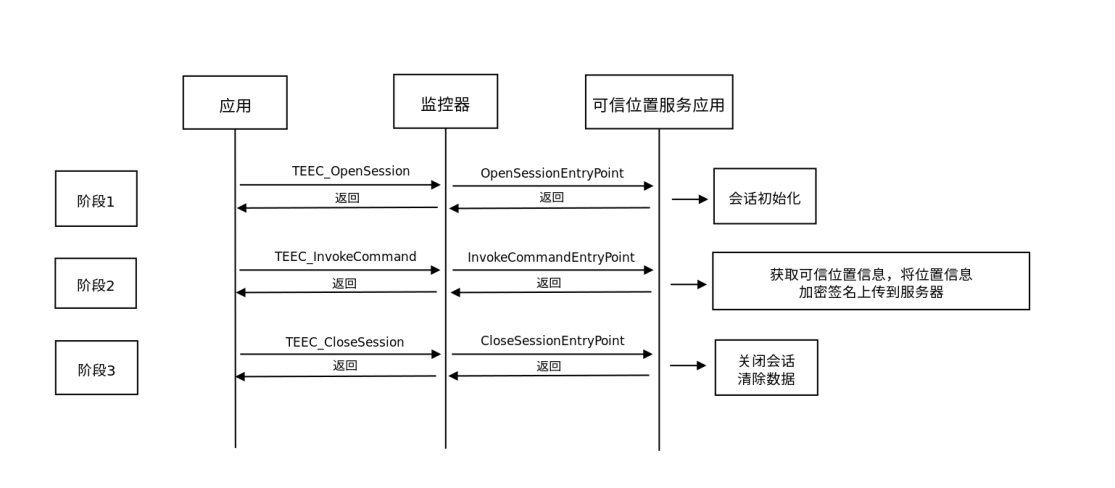 应用
监控器
可信位置服务应用
阶段1
TEEC_OpenSession
OpenSessionEntryPoint
返回
返回
会话初始化
阶段2
TEEC_InvokeCommand
InvokeCommandEntryPoint
返回
返回
获取可信位置信息，将位置信息
加密签名上传到服务器
阶段3
TEEC_CloseSession
CloseSessionEntryPoint
返回
返回
关闭会话
清除数据